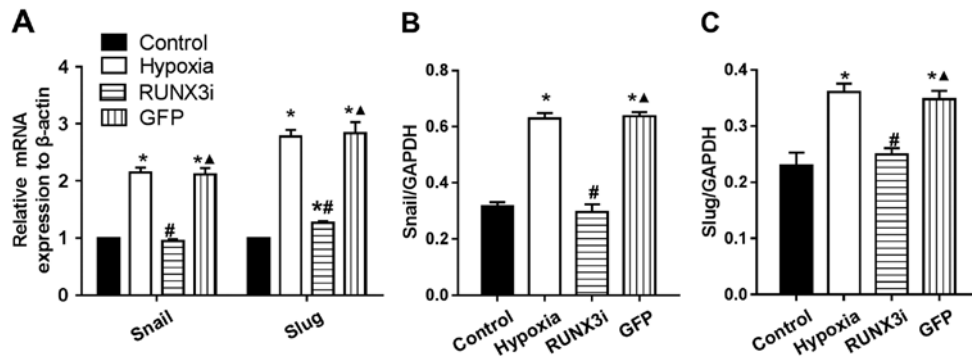 A
Control
Hypoxia
RUNX3i
GFP
Relative mRNA
expression to β-actin
4
3
2
1
0
*
#
*▲
*
*#
*▲
Snail
Slug
B
Snail/GAPDH
0.8
0.6
0.4
0.2
0.0
*
#
*▲
Control
Hypoxia
RUNX3i
GFP
C
Slug/GAPDH
0.4
0.3
0.2
0.1
0.0
*
#
*▲
Control
Hypoxia
RUNX3i
GFP